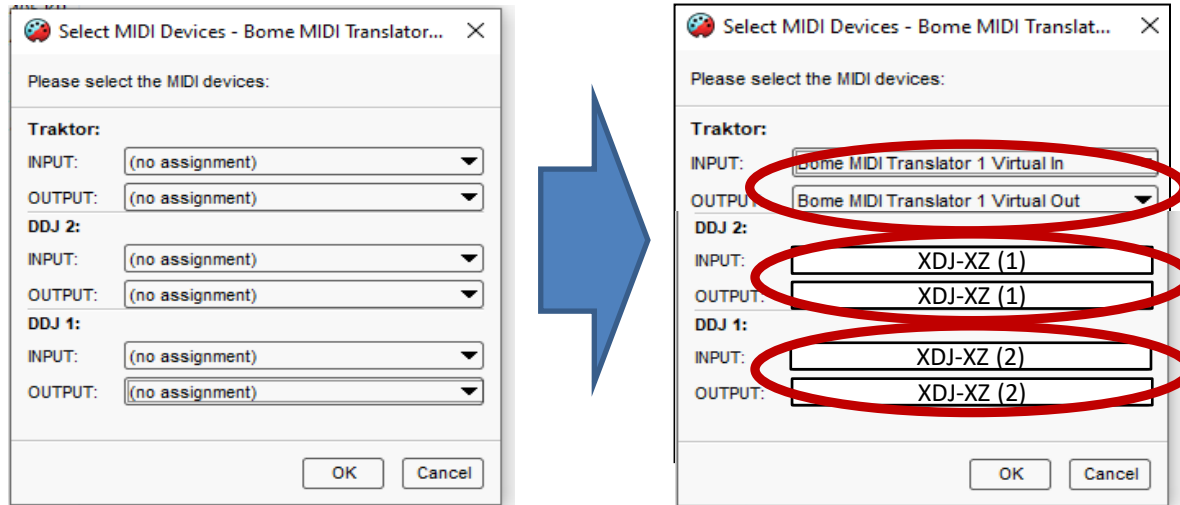 Select MIDI Devices - Bome MIDI Translator...
Please select the MIDI devices:
Traktor:
INPUT: (no assignment)
OUTPUT: (no assignment)
DDJ 2:
INPUT: (no assignment)
OUTPUT: (no assignment)
DDJ 1:
INPUT: (no assignment)
OUTPUT: (no assignment)
OK Cancel
Select MIDI Devices - Bome MIDI Translat...
Please select the MIDI devices:
Traktor:
INPUT: Bome MIDI Translator 1 Virtual In
OUTPUT Bome MIDI Translator 1 Virtual Out
DDJ 2:
INPUT: XDJ-XZ (1)
OUTPUT: XDJ-XZ (1)
DDJ 1:
INPUT: XDJ-XZ (2)
OUTPUT: XDJ-XZ (2)
OK Cancel